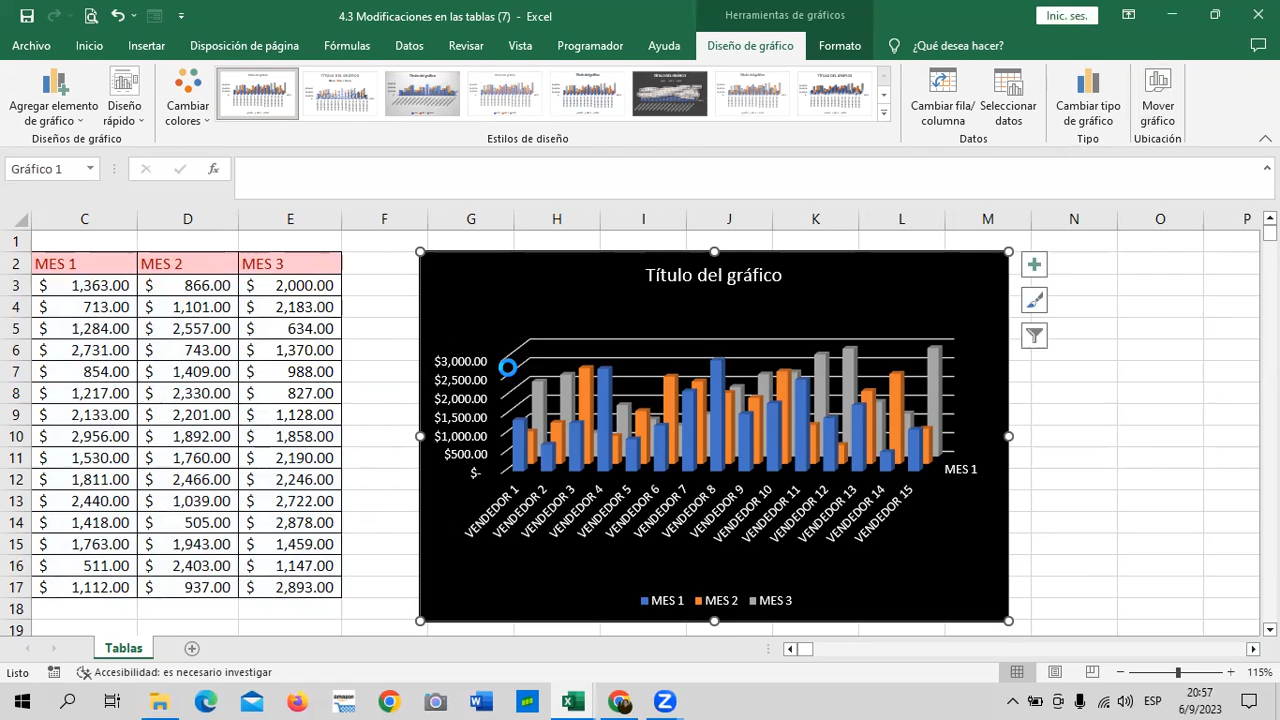 4.3 Modificaciones en las tablas (7) - Excel
Herramientas de gráficos
Inic. ses.
Archivo Inicio Insertar Disposición de página Fórmulas Datos Revisar Vista Programador Ayuda Diseño de gráfico Formato ¿Qué desea hacer?
Agregar elemento de gráfico
Diseño rápido
Cambiar colores
Cambiar fila/columna
Seleccionar datos
Cambiar tipo de gráfico
Mover gráfico
Diseños de gráfico Estilos de diseño Datos Tipo Ubicación
Gráfico 1
fx
C D E F G H I J K L M N O P
1
2 MES 1 MES 2 MES 3
3 $ 1,363.00 $ 866.00 $ 2,000.00
4 $ 713.00 $ 1,101.00 $ 2,183.00
5 $ 1,284.00 $ 2,557.00 $ 634.00
6 $ 2,731.00 $ 743.00 $ 1,370.00
7 $ 854.00 $ 1,409.00 $ 988.00
8 $ 1,217.00 $ 2,330.00 $ 827.00
9 $ 2,133.00 $ 2,201.00 $ 1,128.00
10 $ 2,956.00 $ 1,892.00 $ 1,858.00
11 $ 1,530.00 $ 1,760.00 $ 2,190.00
12 $ 1,811.00 $ 2,466.00 $ 2,246.00
13 $ 2,440.00 $ 1,039.00 $ 2,722.00
14 $ 1,418.00 $ 505.00 $ 2,878.00
15 $ 1,763.00 $ 1,943.00 $ 1,459.00
16 $ 511.00 $ 2,403.00 $ 1,147.00
17 $ 1,112.00 $ 937.00 $ 2,893.00
18
19
Título del gráfico
$3,000.00
$2,500.00
$2,000.00
$1,500.00
$1,000.00
$500.00
$-
MES 1
VENDEDOR 1
VENDEDOR 2
VENDEDOR 3
VENDEDOR 4
VENDEDOR 5
VENDEDOR 6
VENDEDOR 7
VENDEDOR 8
VENDEDOR 9
VENDEDOR 10
VENDEDOR 11
VENDEDOR 12
VENDEDOR 13
VENDEDOR 14
VENDEDOR 15
MES 1 MES 2 MES 3
Tablas
Listo Accesibilidad: es necesario investigar 115%
ESP
20:57
6/9/2023